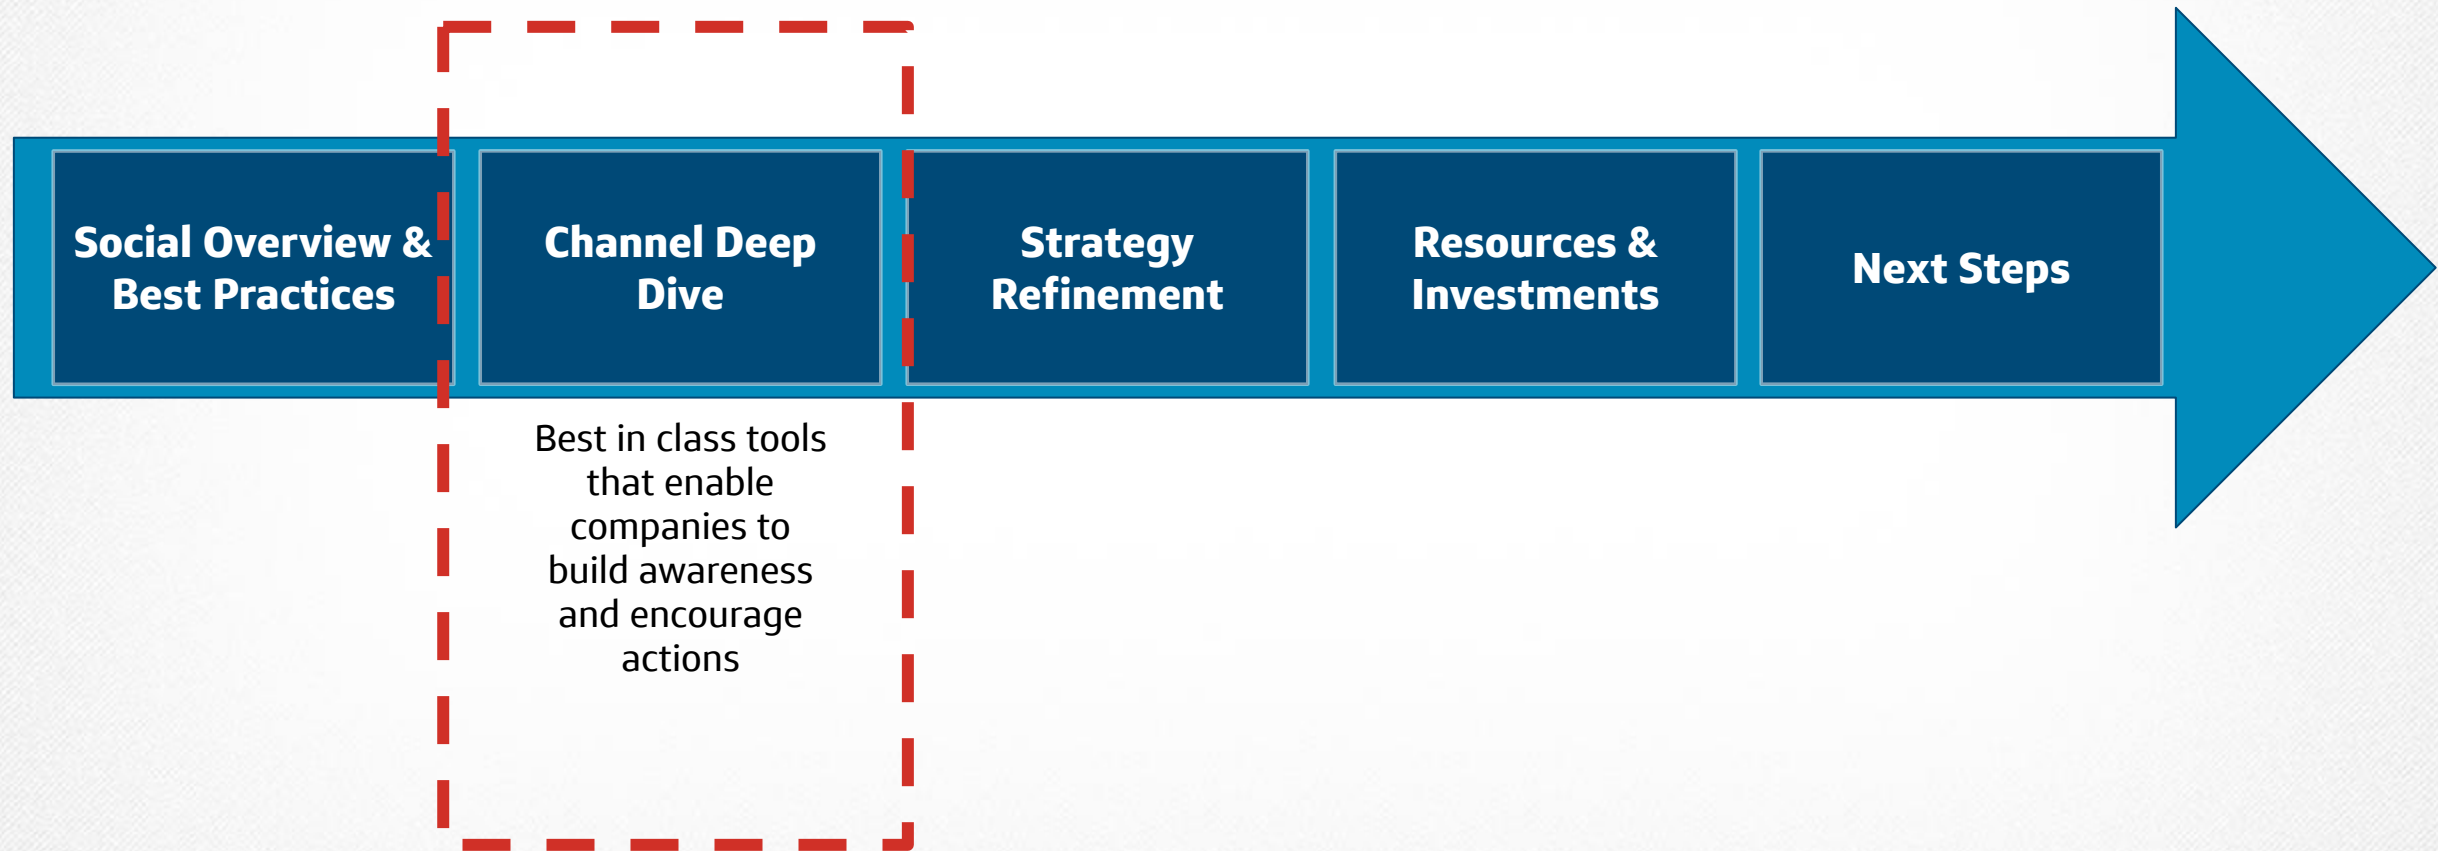 Social Overview &
Best Practices
Channel Deep
Dive
Strategy
Refinement
Resources &
Investments
Next Steps
Best in class tools
that enable
companies to
build awareness
and encourage
actions